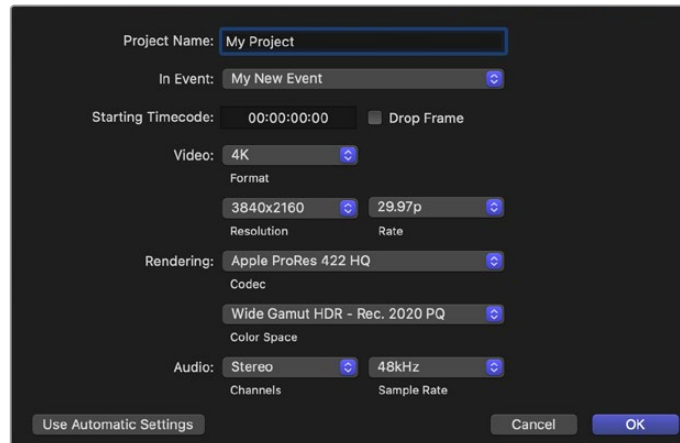 Project Name: My Project
In Event: My New Event
Starting Timecode: 00:00:00:00 Drop Frame
Video: 4K
Format
3840x2160 29.97p
Resolution Rate
Rendering: Apple ProRes 422 HQ
Codec
Wide Gamut HDR - Rec. 2020 PQ
Color Space
Audio: Stereo 48kHz
Channels Sample Rate
Use Automatic Settings Cancel OK